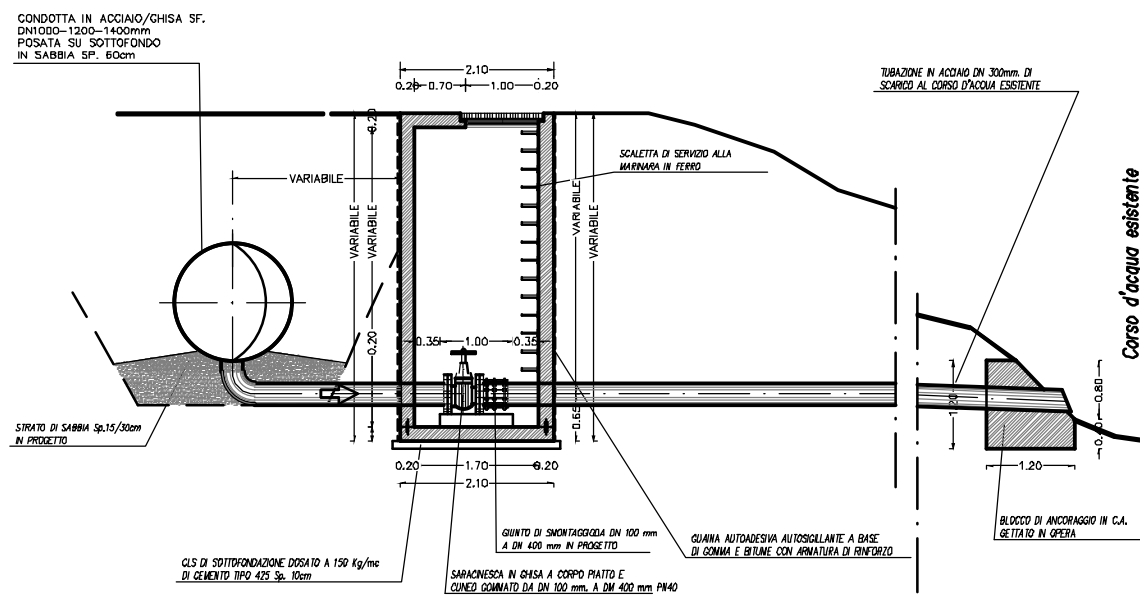 CONDOTTA IN ACCIAIO/GHISA SF.
DN1000-1200-1400mm
POSATA SU SOTTOFONDO
IN SABBIA SP. 60cm
2.10
0.20
0.70
1.00
0.20
TUBAZIONE IN ACCIAIO DN 300mm. DI
SCARICO AL CORSO D'ACQUA ESISTENTE
0.20
SCALETTA DI SERVIZIO ALLA
MARINARA IN FERRO
VARIABILE
VARIABILE
VARIABILE
VARIABILE
VARIABILE
Corso d'acqua esistente
0.35
1.00
0.35
0.20
0.65
1.20
0.80
STRATO DI SABBIA Sp.15/30cm
IN PROGETTO
0.20
1.70
0.20
2.10
1.20
GIUNTO DI SMONTAGGIODA DN 100 mm
A DN 400 mm IN PROGETTO
GUAINA AUTOADESIVA AUTOSIGILLANTE A BASE
DI GOMMA E BITUME CON ARMATURA DI RINFORZO
BLOCCO DI ANCORAGGIO IN C.A.
GETTATO IN OPERA
CLS DI SOTTOFONDAZIONE DOSATO A 150 Kg/mc
DI CEMENTO TIPO 425 Sp. 10cm
SARACINESCA IN GHISA A CORPO PIATTO E
CUNEO GOMMATO DA DN 100 mm. A DM 400 mm PN40